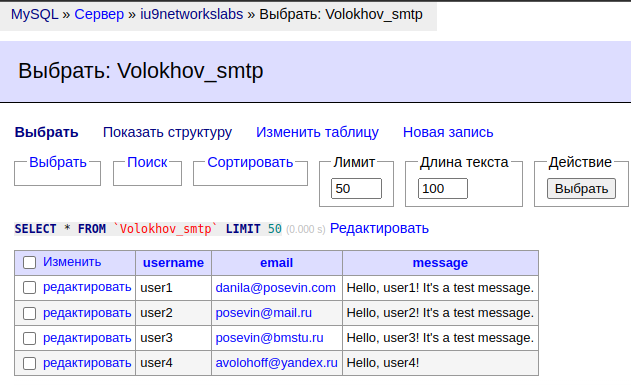 MySQL » Сервер » iu9networkslabs » Выбрать: Volokhov_smtp
Выбрать: Volokhov_smtp
Выбрать Показать структуру Изменить таблицу Новая запись
Выбрать Поиск Сортировать Лимит Длина текста Действие
50 100 Выбрать
SELECT * FROM `Volokhov_smtp` LIMIT 50 (0.000 s) Редактировать
Изменить username email message
редактировать user1 danila@posevin.com Hello, user1! It's a test message.
редактировать user2 posevin@mail.ru Hello, user2! It's a test message.
редактировать user3 posevin@bmstu.ru Hello, user3! It's a test message.
редактировать user4 avolohoff@yandex.ru Hello, user4!